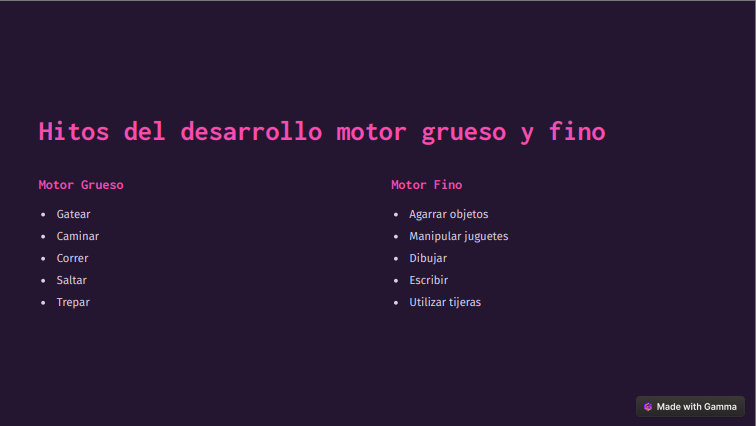 Hitos del desarrollo motor grueso y fino
Motor Grueso
• Gatear
• Caminar
• Correr
• Saltar
• Trepar
Motor Fino
• Agarrar objetos
• Manipular juguetes
• Dibujar
• Escribir
• Utilizar tijeras
Made with Gamma